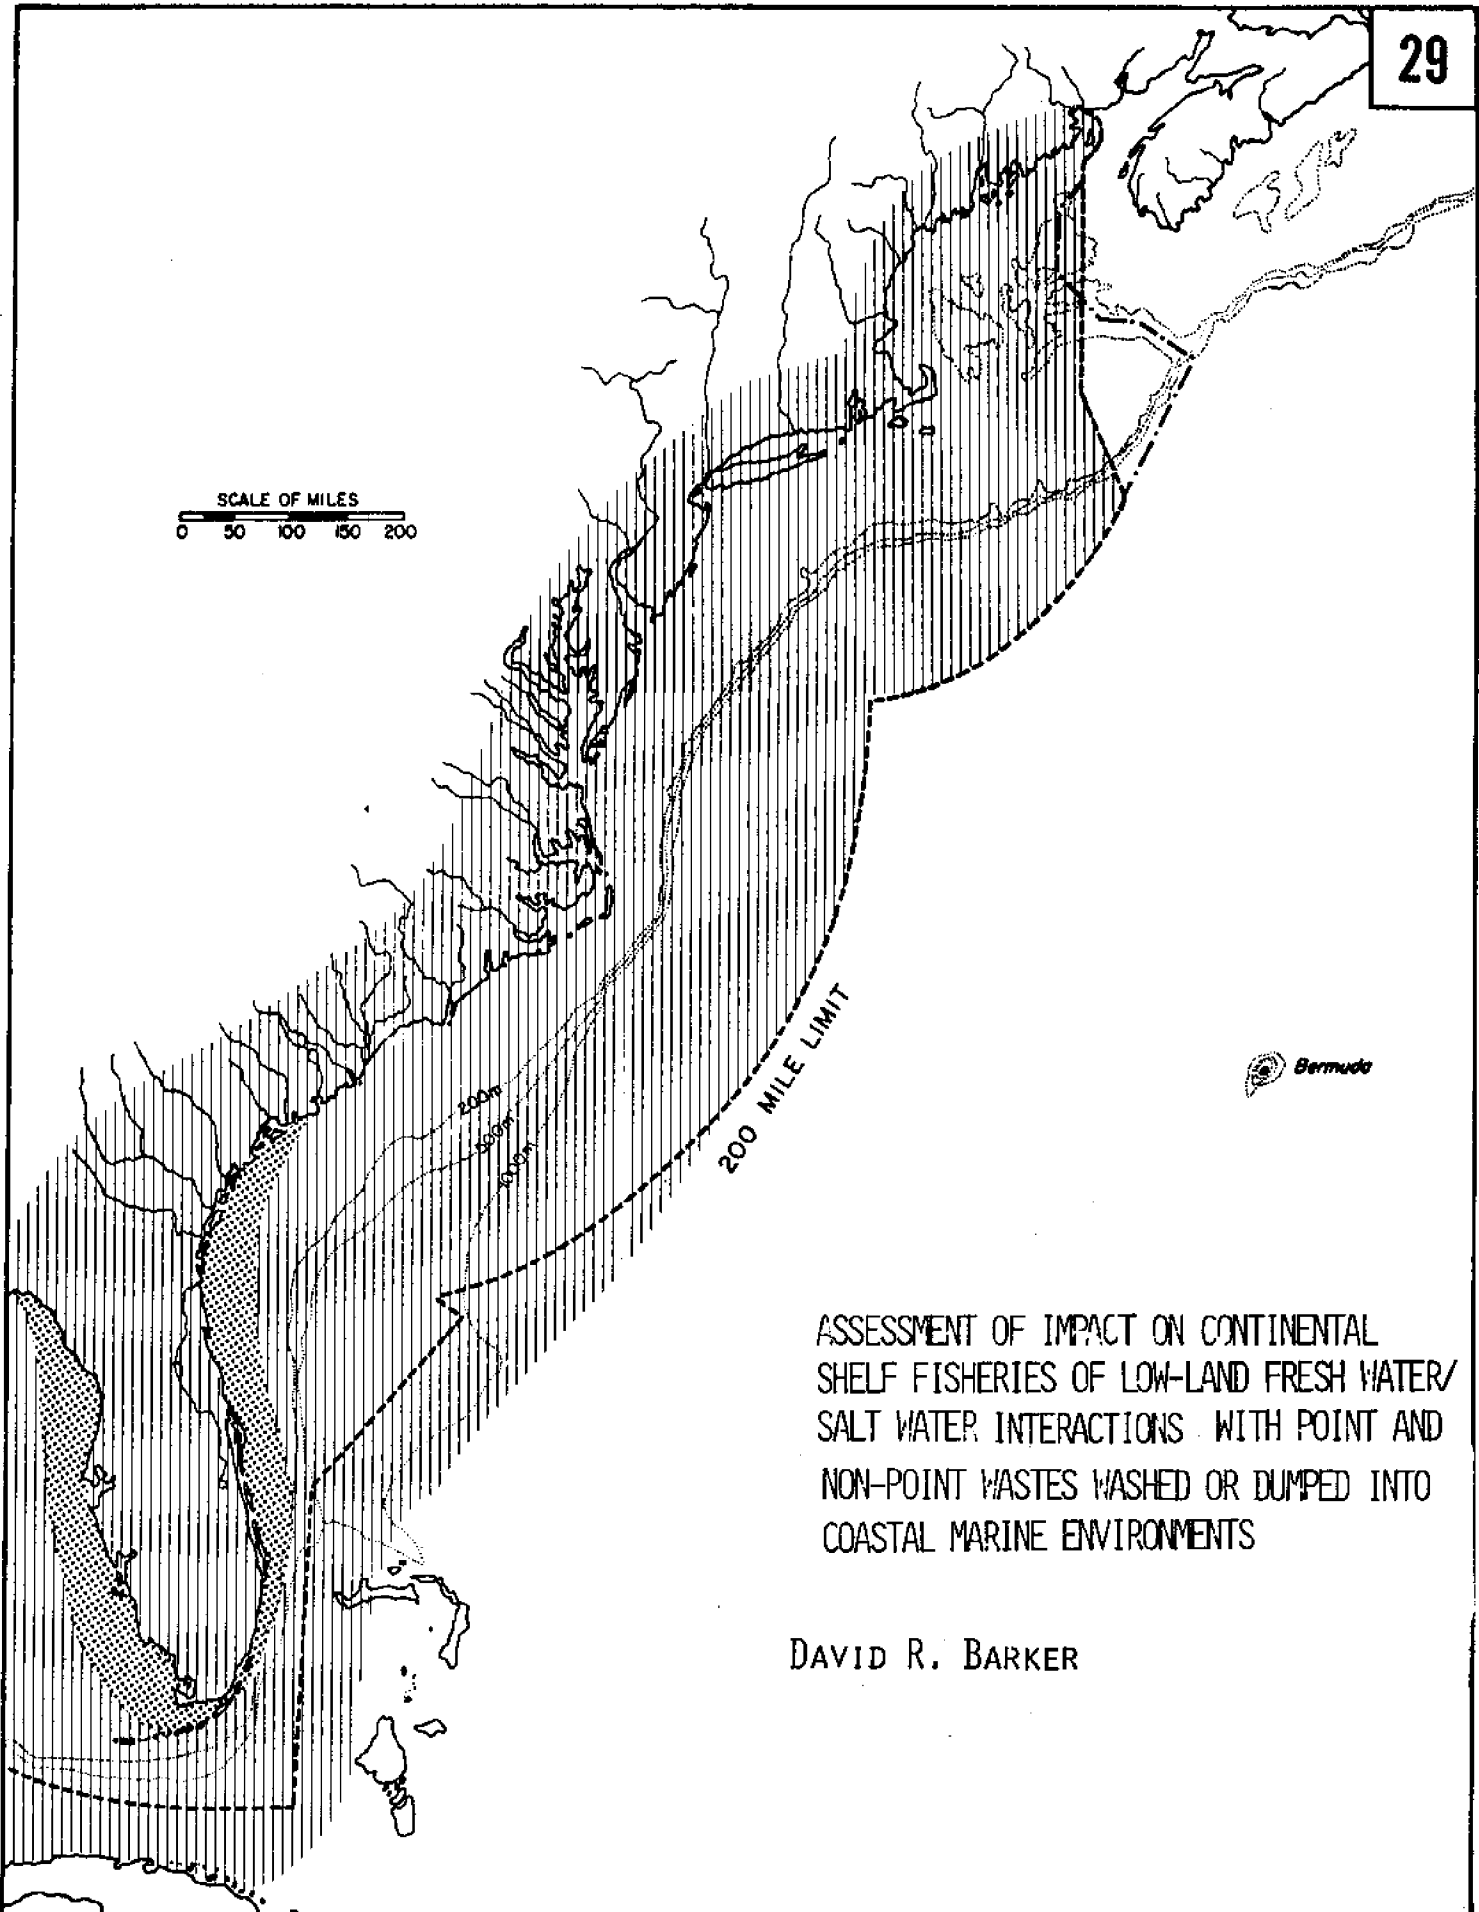 29
SCALE OF MILES
0 50 100 150 200
200 MILE LIMIT
Bermuda
200m
500m
1000m
ASSESSMENT OF IMPACT ON CONTINENTAL
SHELF FISHERIES OF LOW-LAND FRESH WATER/
SALT WATER INTERACTIONS WITH POINT AND
NON-POINT WASTES WASHED OR DUMPED INTO
COASTAL MARINE ENVIRONMENTS
DAVID R. BARKER